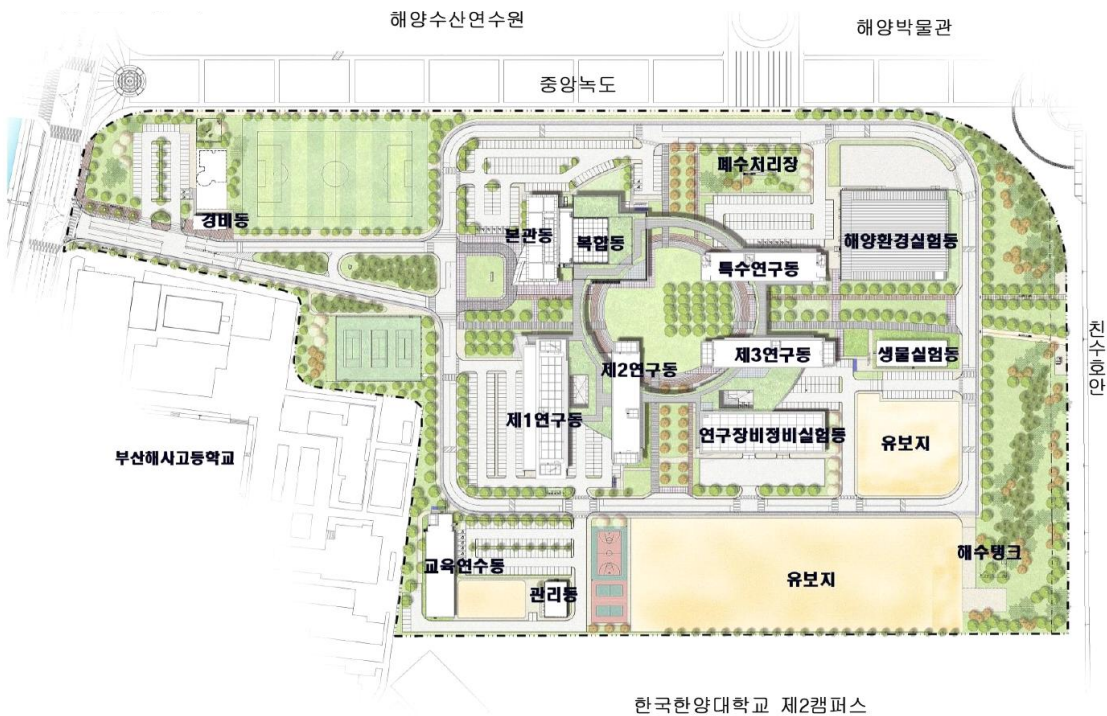 해양수산연수원
해양박물관
중앙녹도
폐수처리장
경비동
본관동
복합동
해양환경실험동
특수연구동
친수호안
제3연구동
생물실험동
제2연구동
제1연구동
연구장비정비실험동
유보지
부산해사고등학교
해수탱크
교육연수동
유보지
관리동
한국한양대학교 제2캠퍼스